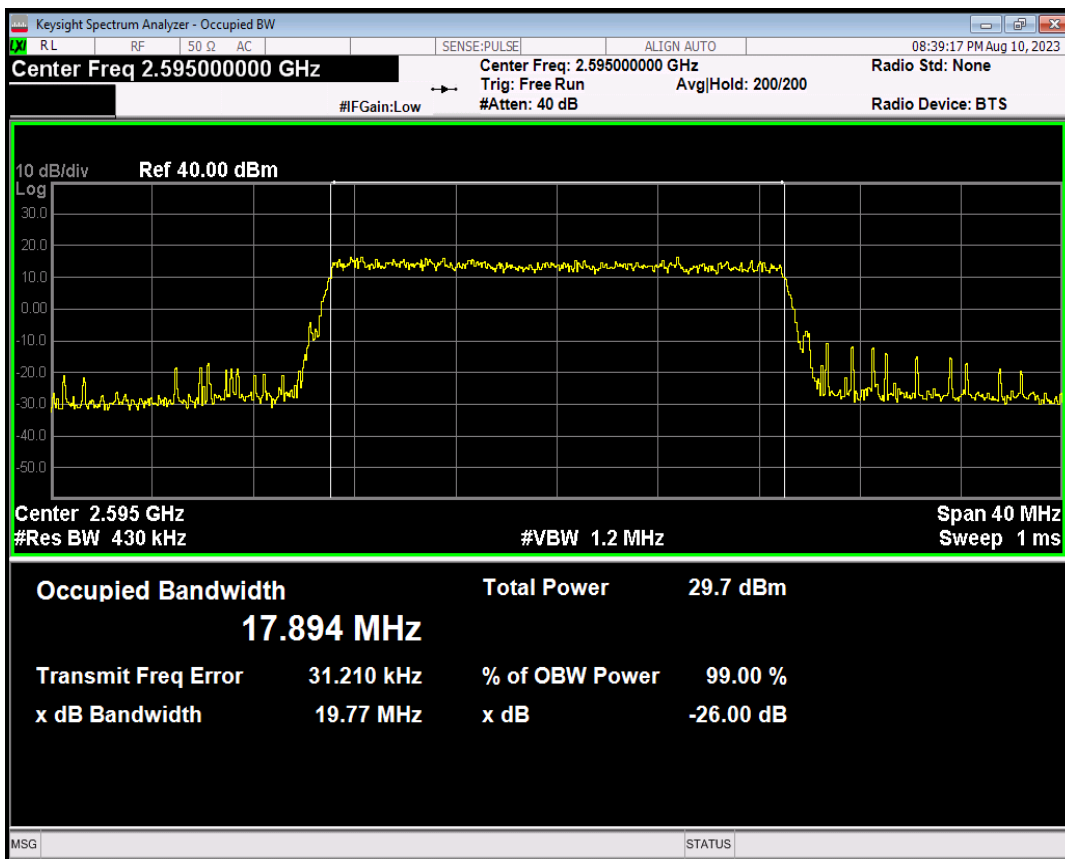 Keysight Spectrum Analyzer - Occupied BW
LXI RL RF 50 Ω AC SENSE:PULSE ALIGN AUTO 08:39:17 PM Aug 10, 2023
Center Freq 2.595000000 GHz Center Freq: 2.595000000 GHz Radio Std: None
Trig: Free Run Avg|Hold: 200/200
#IFGain:Low #Atten: 40 dB Radio Device: BTS
10 dB/div Ref 40.00 dBm
Log
30.0
20.0
10.0
0.00
-10.0
-20.0
-30.0
-40.0
-50.0
Center 2.595 GHz Span 40 MHz
#Res BW 430 kHz #VBW 1.2 MHz Sweep 1 ms
Occupied Bandwidth Total Power 29.7 dBm
17.894 MHz
Transmit Freq Error 31.210 kHz % of OBW Power 99.00 %
x dB Bandwidth 19.77 MHz x dB -26.00 dB
MSG STATUS